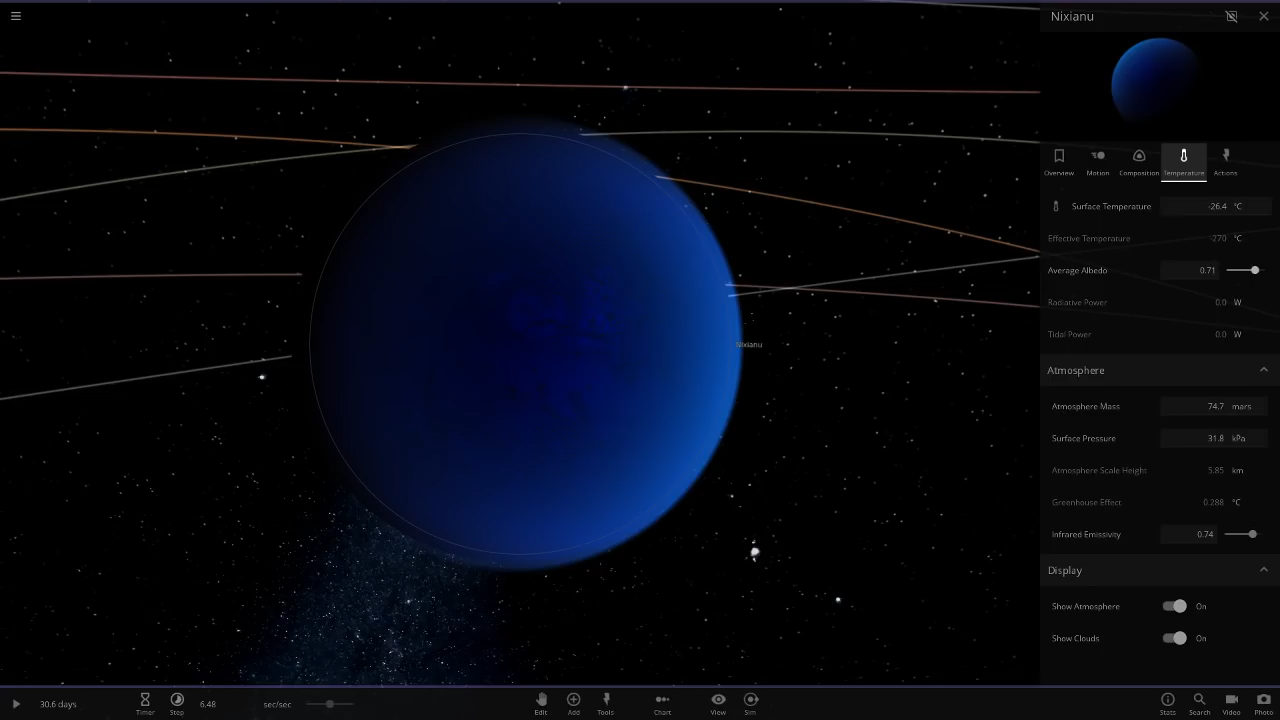 Nixianu
Overview Motion Composition Temperature Actions
Surface Temperature -26.4 °C
Effective Temperature -270 °C
Average Albedo 0.71
Radiative Power 0.0 W
Tidal Power 0.0 W
Nixianu
Atmosphere
Atmosphere Mass 74.7 mars
Surface Pressure 31.8 kPa
Atmosphere Scale Height 5.85 km
Greenhouse Effect 0.288 °C
Infrared Emissivity 0.74
Display
Show Atmosphere On
Show Clouds On
30.6 days Timer Step 6.48 sec/sec Edit Add Tools Chart View Sim Stats Search Video Photo